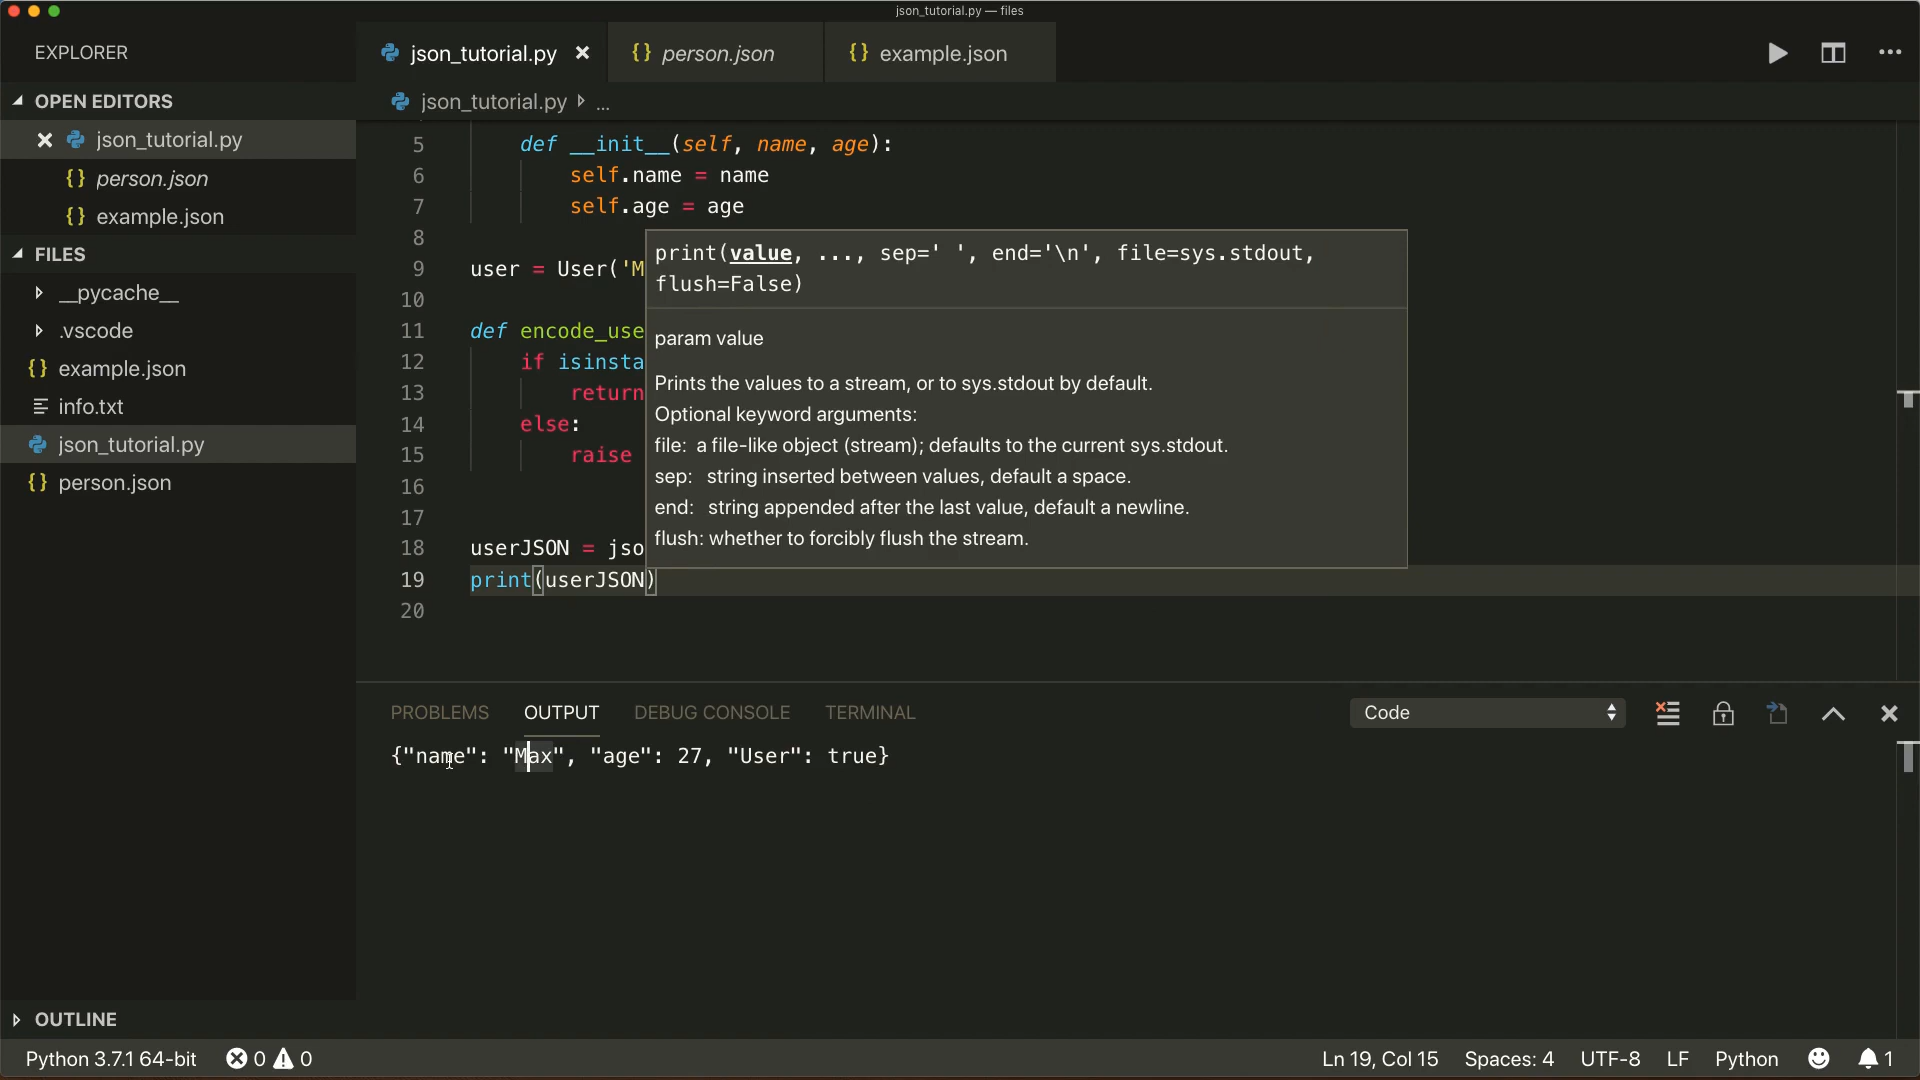 json_tutorial.py — files
EXPLORER
OPEN EDITORS
json_tutorial.py
person.json
example.json
FILES
__pycache__
.vscode
example.json
info.txt
json_tutorial.py
person.json
OUTLINE
json_tutorial.py
person.json
example.json
json_tutorial.py ...
5 def __init__(self, name, age):
6 self.name = name
7 self.age = age
8
9 user = User('M
10
11 def encode_use
12 if isinsta
13 return
14 else:
15 raise
16
17
18 userJSON = jso
19 print(userJSON)
20
print(value, ..., sep=' ', end='\n', file=sys.stdout,
flush=False)
param value
Prints the values to a stream, or to sys.stdout by default.
Optional keyword arguments:
file: a file-like object (stream); defaults to the current sys.stdout.
sep: string inserted between values, default a space.
end: string appended after the last value, default a newline.
flush: whether to forcibly flush the stream.
PROBLEMS OUTPUT DEBUG CONSOLE TERMINAL Code
{"name": "Max", "age": 27, "User": true}
Python 3.7.1 64-bit 0 0 Ln 19, Col 15 Spaces: 4 UTF-8 LF Python 1